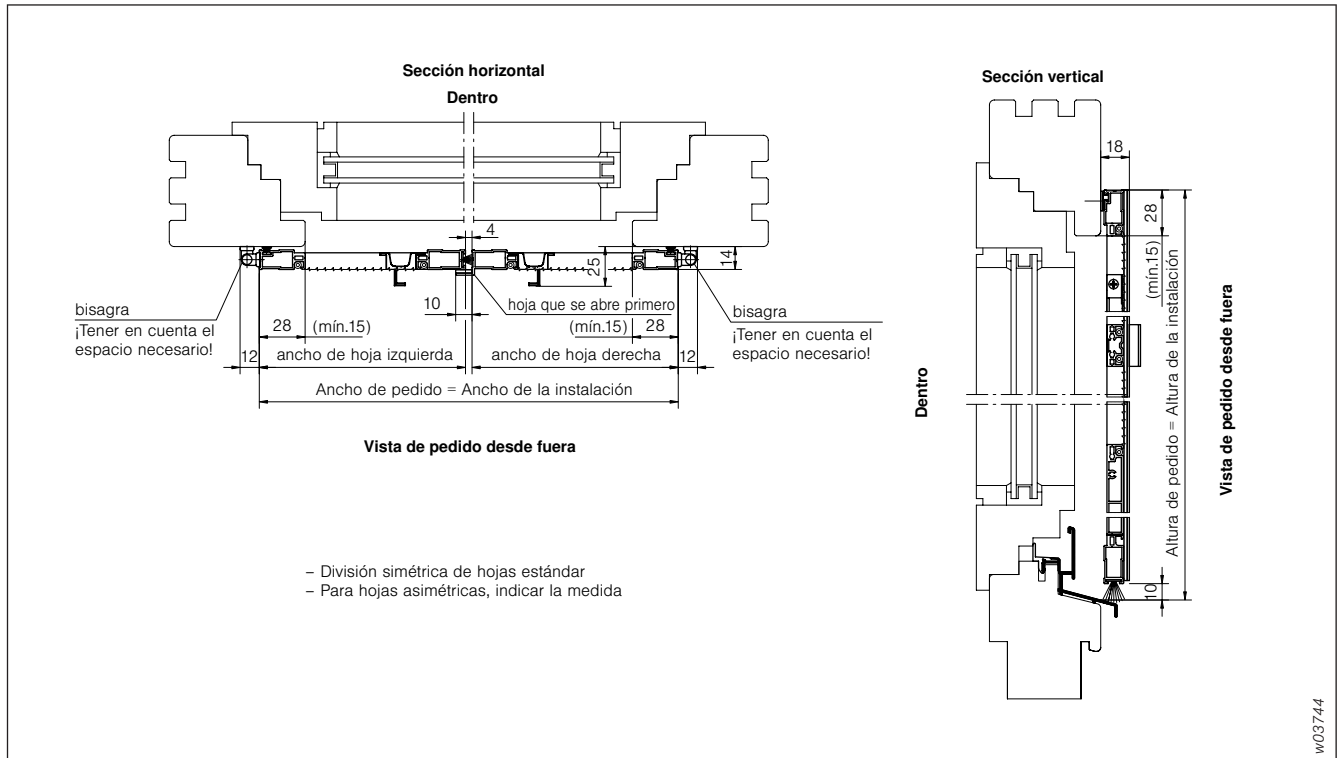 Sección horizontal
Dentro
4
25
14
10
hoja que se abre primero
bisagra
¡Tener en cuenta el
espacio necesario!
28
(mín.15)
(mín.15)
28
bisagra
¡Tener en cuenta el
espacio necesario!
12
ancho de hoja izquierda
ancho de hoja derecha
12
Ancho de pedido = Ancho de la instalación
Vista de pedido desde fuera
– División simétrica de hojas estándar
– Para hojas asimétricas, indicar la medida
Sección vertical
18
28
(mín.15)
Dentro
Altura de pedido = Altura de la instalación
Vista de pedido desde fuera
10
w03744